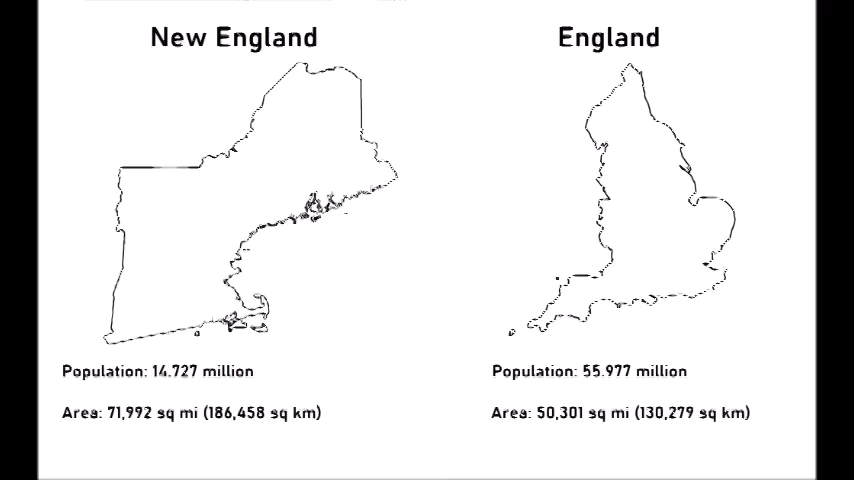 New England
England
Population: 14.727 million
Population: 55.977 million
Area: 71,992 sq mi (186,458 sq km)
Area: 50,301 sq mi (130,279 sq km)